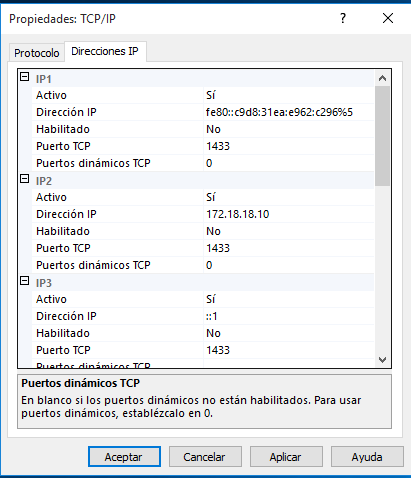 Propiedades: TCP/IP
Protocolo Direcciones IP
IP1
Activo Sí
Dirección IP fe80::c9d8:31ea:e962:c296%5
Habilitado No
Puerto TCP 1433
Puertos dinámicos TCP 0
IP2
Activo Sí
Dirección IP 172.18.18.10
Habilitado No
Puerto TCP 1433
Puertos dinámicos TCP 0
IP3
Activo Sí
Dirección IP ::1
Habilitado No
Puerto TCP 1433
Puertos dinámicos TCP
Puertos dinámicos TCP
En blanco si los puertos dinámicos no están habilitados. Para usar
puertos dinámicos, establézcalo en 0.
Aceptar Cancelar Aplicar Ayuda